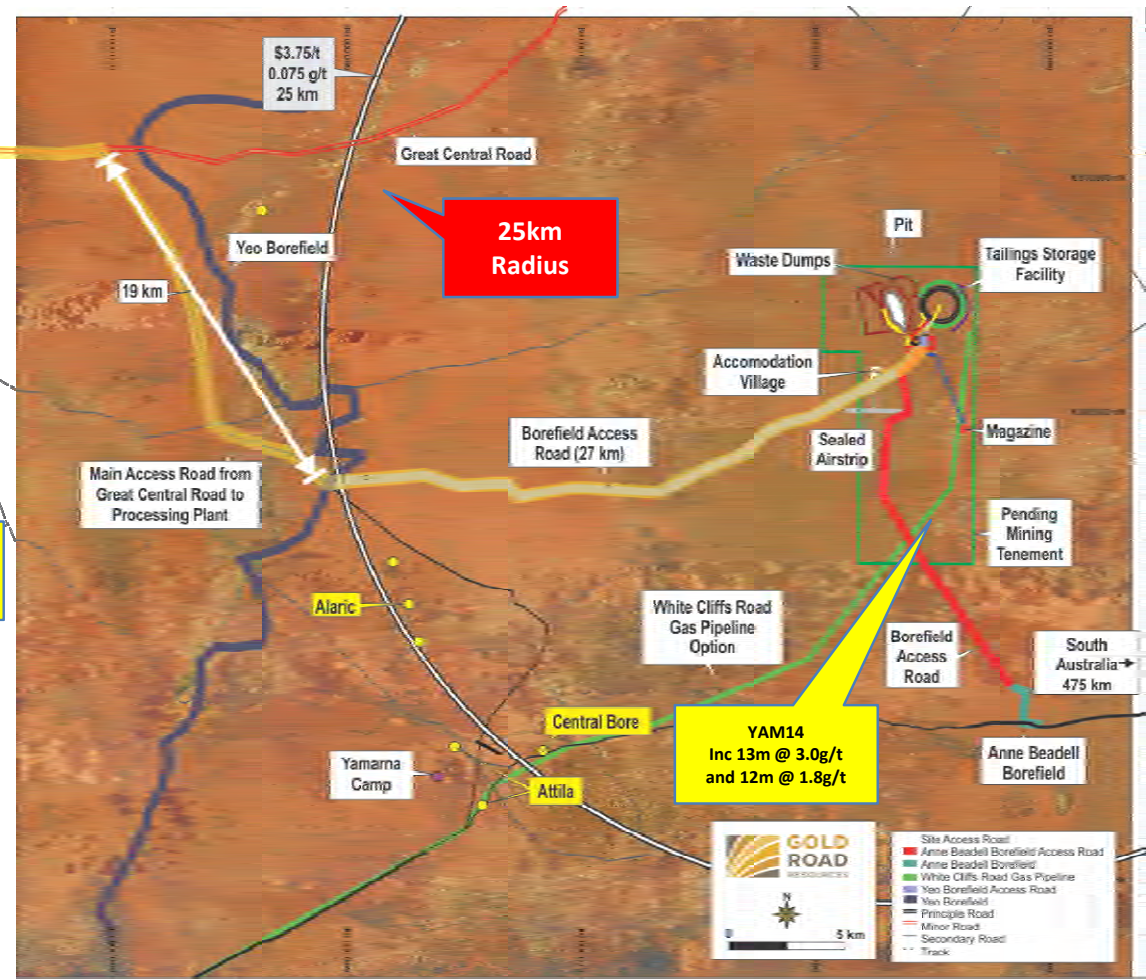 $3.75/t
0.075 g/t
25 km
Great Central Road
25km
Radius
Yeo Borefield
19 km
Pit
Waste Dumps
Tailings Storage
Facility
Accomodation
Village
Borefield Access
Road (27 km)
Sealed
Airstrip
Magazine
Main Access Road from
Great Central Road to
Processing Plant
Pending
Mining
Tenement
Alaric
White Cliffs Road
Gas Pipeline
Option
Borefield
Access
Road
South
Australia
475 km
Central Bore
YAM14
Inc 13m @ 3.0g/t
and 12m @ 1.8g/t
Anne Beadell
Borefield
Yamarna
Camp
Attila
GOLD
ROAD
RESOURCES
N
0 5 km
Site Access Road
Anne Beadell Borefield Access Road
Anne Beadell Borefield
White Cliffs Road Gas Pipeline
Yeo Borefield Access Road
Yeo Borefield
Principle Road
Minor Road
Secondary Road
Track